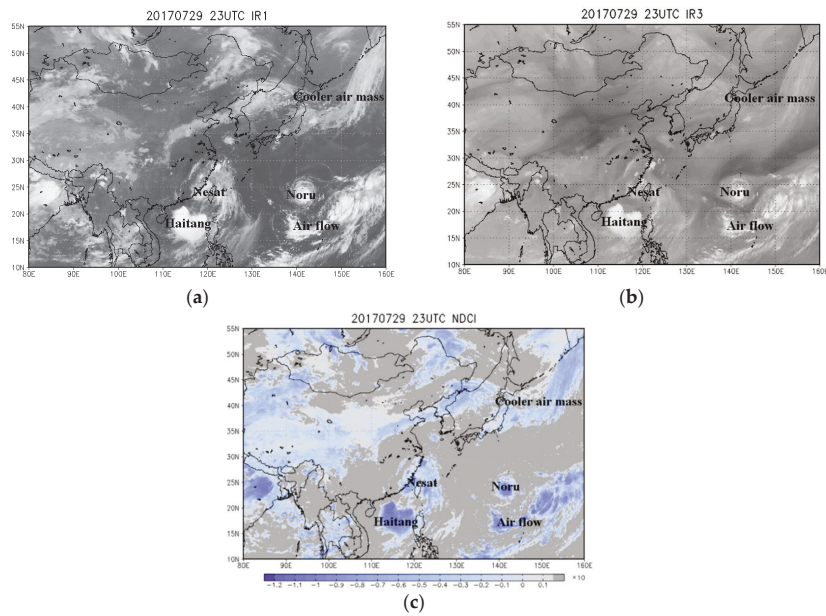 20170729 23UTC IR1
55N
50N
45N
40N
35N
30N
25N
20N
15N
10N
80E 90E 100E 110E 120E 130E 140E 150E 160E
Cooler air mass
Nesat
Noru
Haitang
Air flow
(a)
20170729 23UTC IR3
55N
50N
45N
40N
35N
30N
25N
20N
15N
10N
80E 90E 100E 110E 120E 130E 140E 150E 160E
Cooler air mass
Nesat
Noru
Haitang
Air flow
(b)
20170729 23UTC NDCI
55N
50N
45N
40N
35N
30N
25N
20N
15N
10N
80E 90E 100E 110E 120E 130E 140E 150E 160E
Cooler air mass
Nesat
Noru
Haitang
Air flow
-1.2 -1.1 -1 -0.9 -0.8 -0.7 -0.6 -0.5 -0.4 -0.3 -0.2 -0.1 0 0.1 *10
(c)